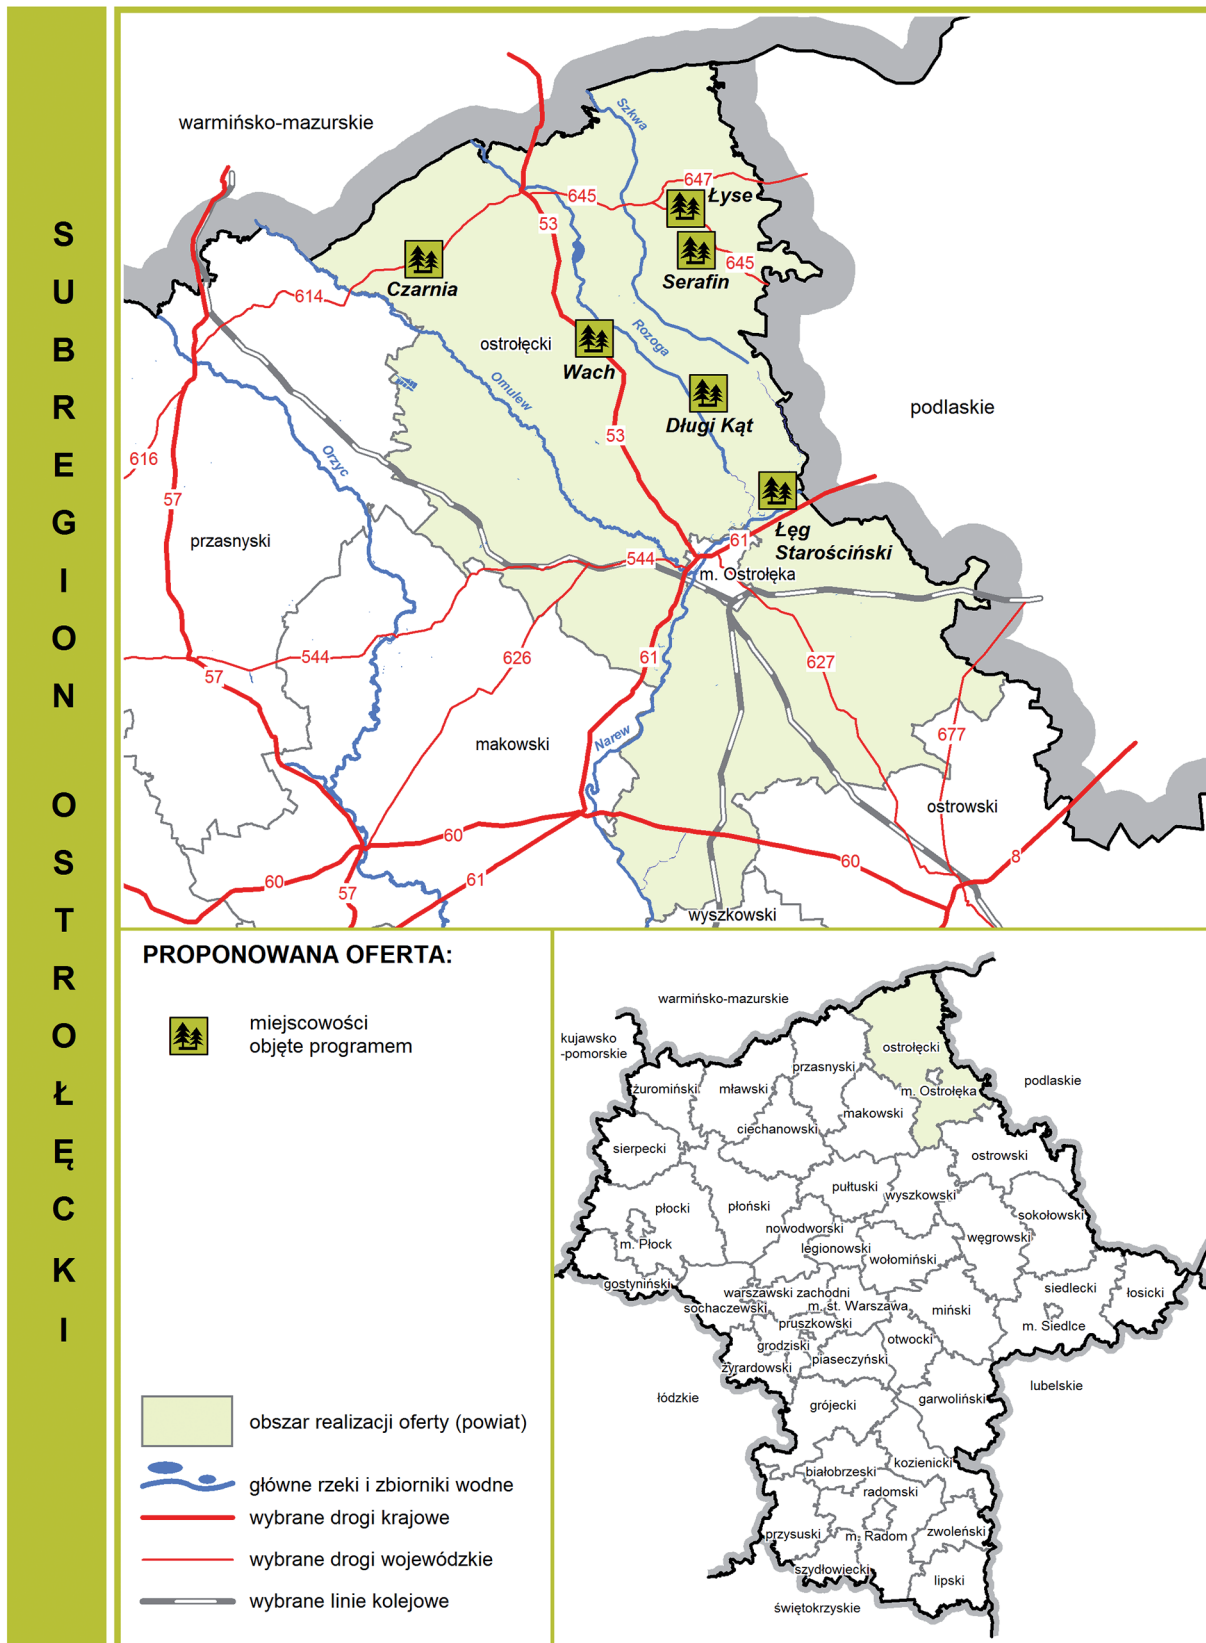 SUBREGION OSTROŁĘCKI
warmińsko-mazurskie
Szkwa
647
645
Łyse
53
Serafin
645
Czarnia
614
Rozoga
ostrołęcki
Wach
Omulew
podlaskie
Długi Kąt
53
Orzyc
616
57
przasnyski
61
Łęg
Starościński
544
m. Ostrołęka
544
626
61
627
57
677
Narew
makowski
ostrowski
60
60
8
60
57
61
wyszkowski
PROPONOWANA OFERTA:
miejscowości
objęte programem
obszar realizacji oferty (powiat)
główne rzeki i zbiorniki wodne
wybrane drogi krajowe
wybrane drogi wojewódzkie
wybrane linie kolejowe
warmińsko-mazurskie
kujawsko
-pomorskie
ostrołęcki
przasnyski
podlaskie
żuromiński
mławski
m. Ostrołęka
makowski
ciechanowski
sierpecki
ostrowski
pułtuski
wyszkowski
płocki
płoński
sokołowski
nowodworski
węgrowski
m. Płock
legionowski
wołomiński
gostyniński
siedlecki
łosicki
warszawski zachodni
sochaczewski
m. st. Warszawa
miński
pruszkowski
m. Siedlce
otwocki
grodziski
piaseczyński
żyrardowski
lubelskie
łódzkie
garwoliński
grójecki
kozienicki
białobrzeski
radomski
przysuski
m. Radom
zwoleński
szydłowiecki
lipski
świętokrzyskie